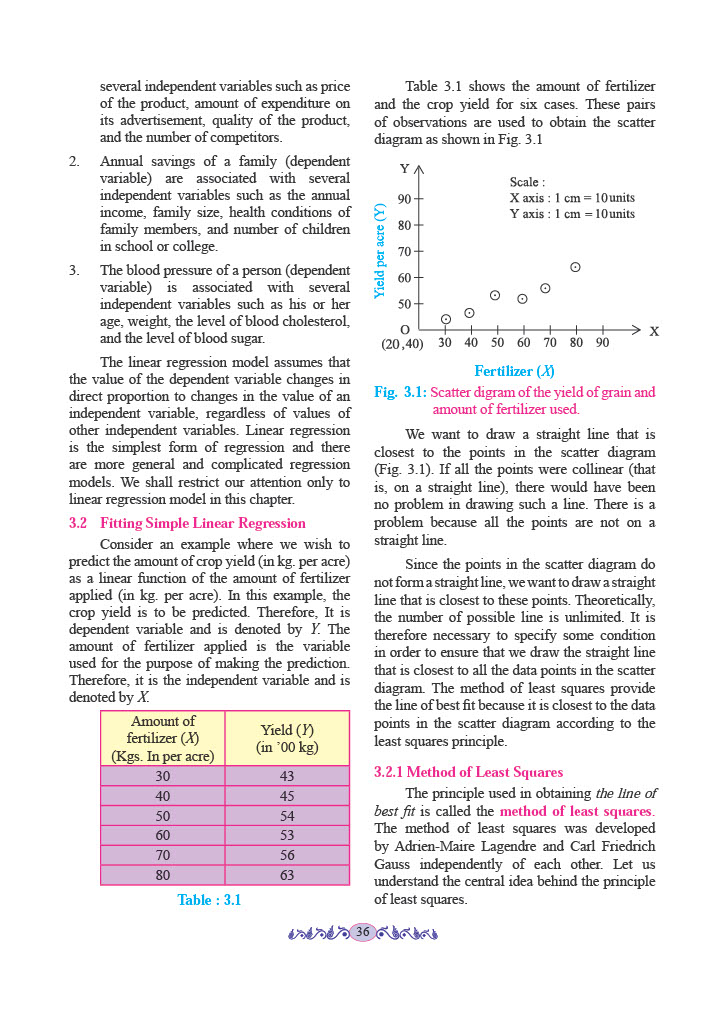 several independent variables such as price
of the product, amount of expenditure on
its advertisement, quality of the product,
and the number of competitors.
2. Annual savings of a family (dependent
variable) are associated with several
independent variables such as the annual
income, family size, health conditions of
family members, and number of children
in school or college.
3. The blood pressure of a person (dependent
variable) is associated with several
independent variables such as his or her
age, weight, the level of blood cholesterol,
and the level of blood sugar.
The linear regression model assumes that
the value of the dependent variable changes in
direct proportion to changes in the value of an
independent variable, regardless of values of
other independent variables. Linear regression
is the simplest form of regression and there
are more general and complicated regression
models. We shall restrict our attention only to
linear regression model in this chapter.
3.2 Fitting Simple Linear Regression
Consider an example where we wish to
predict the amount of crop yield (in kg. per acre)
as a linear function of the amount of fertilizer
applied (in kg. per acre). In this example, the
crop yield is to be predicted. Therefore, It is
dependent variable and is denoted by Y. The
amount of fertilizer applied is the variable
used for the purpose of making the prediction.
Therefore, it is the independent variable and is
denoted by X.
Amount of
fertilizer (X)
(Kgs. In per acre)
Yield (Y)
(in ’00 kg)
30 43
40 45
50 54
60 53
70 56
80 63
Table : 3.1
Table 3.1 shows the amount of fertilizer
and the crop yield for six cases. These pairs
of observations are used to obtain the scatter
diagram as shown in Fig. 3.1
Y
Scale :
X axis : 1 cm = 10units
Y axis : 1 cm = 10units
Yield per acre (Y)
90
80
70
60
50
O
X
(20,40) 30 40 50 60 70 80 90
Fertilizer (X)
Fig. 3.1: Scatter digram of the yield of grain and
amount of fertilizer used.
We want to draw a straight line that is
closest to the points in the scatter diagram
(Fig. 3.1). If all the points were collinear (that
is, on a straight line), there would have been
no problem in drawing such a line. There is a
problem because all the points are not on a
straight line.
Since the points in the scatter diagram do
not form a straight line, we want to draw a straight
line that is closest to these points. Theoretically,
the number of possible line is unlimited. It is
therefore necessary to specify some condition
in order to ensure that we draw the straight line
that is closest to all the data points in the scatter
diagram. The method of least squares provide
the line of best fit because it is closest to the data
points in the scatter diagram according to the
least squares principle.
3.2.1 Method of Least Squares
The principle used in obtaining the line of
best fit is called the method of least squares.
The method of least squares was developed
by Adrien-Maire Lagendre and Carl Friedrich
Gauss independently of each other. Let us
understand the central idea behind the principle
of least squares.
36